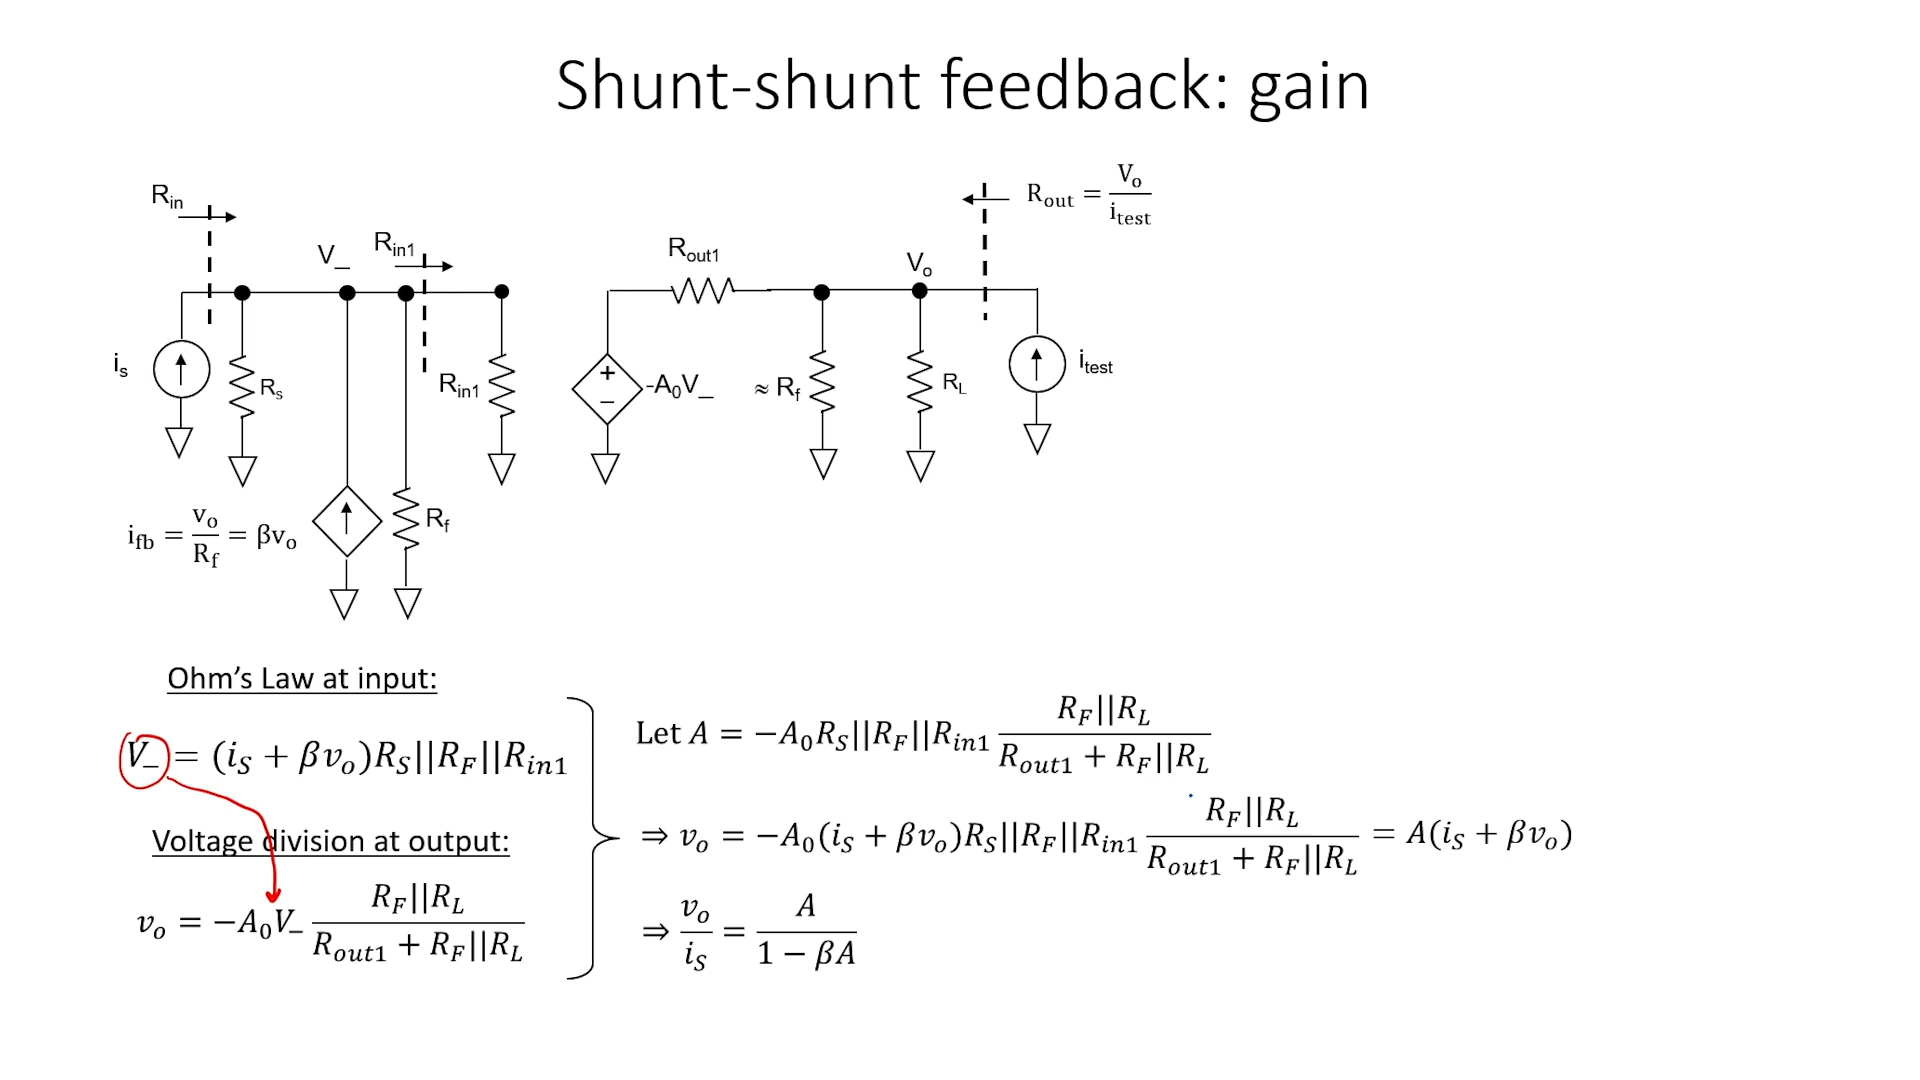 Shunt-shunt feedback: gain
R_in
V_
R_in1
i_s
R_s
R_in1
i_fb = v_o/R_f = βv_o
R_f
R_out1
V_o
R_out = V_o/i_test
+
−
-A_0V_
≈ R_f
R_L
i_test
Ohm's Law at input:
V_− = (i_S + βv_o)R_S||R_F||R_in1
Voltage division at output:
v_o = −A_0V_− (R_F||R_L)/(R_out1 + R_F||R_L)
Let A = −A_0R_S||R_F||R_in1 (R_F||R_L)/(R_out1 + R_F||R_L)
⇒ v_o = −A_0(i_S + βv_o)R_S||R_F||R_in1 (R_F||R_L)/(R_out1 + R_F||R_L) = A(i_S + βv_o)
⇒ v_o/i_S = A/(1 − βA)